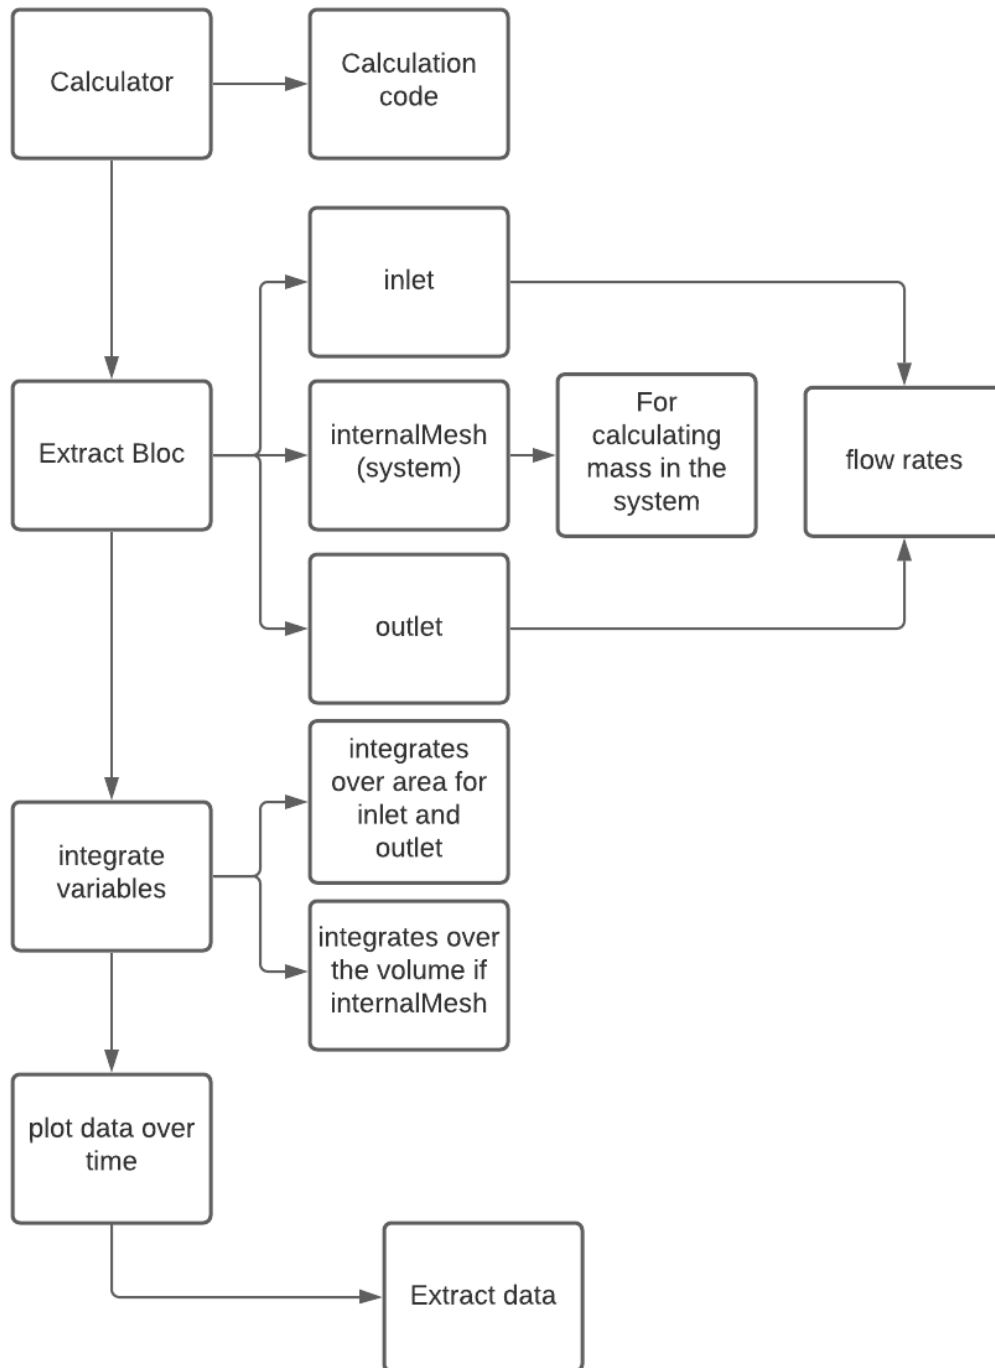 Calculator
Calculation
code
inlet
Extract Bloc
internalMesh
(system)
For
calculating
mass in the
system
flow rates
outlet
integrates
over area for
inlet and
outlet
integrate
variables
integrates over
the volume if
internalMesh
plot data over
time
Extract data